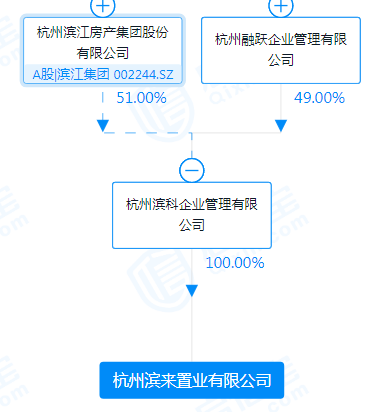 杭州滨江房产集团股份
有限公司
A股|滨江集团 002244.SZ
杭州融跃企业管理有限
公司
51.00%
49.00%
杭州滨科企业管理有限
公司
100.00%
杭州滨来置业有限公司